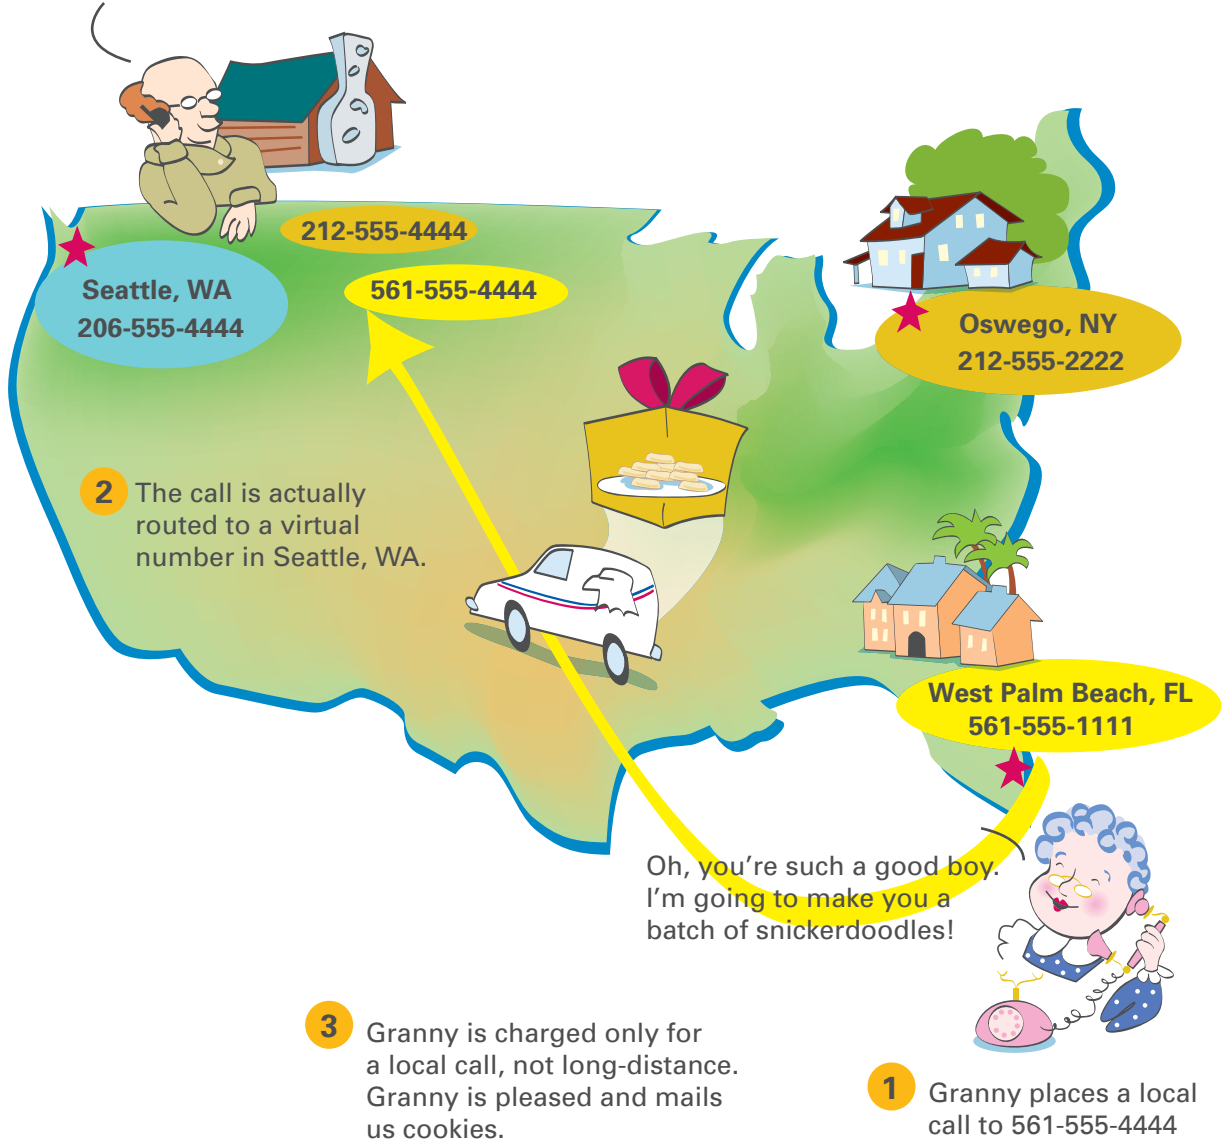 212-555-4444
561-555-4444
Seattle, WA
206-555-4444
Oswego, NY
212-555-2222
2 The call is actually
routed to a virtual
number in Seattle, WA.
West Palm Beach, FL
561-555-1111
Oh, you’re such a good boy.
I’m going to make you a
batch of snickerdoodles!
3 Granny is charged only for
a local call, not long-distance.
Granny is pleased and mails
us cookies.
1 Granny places a local
call to 561-555-4444